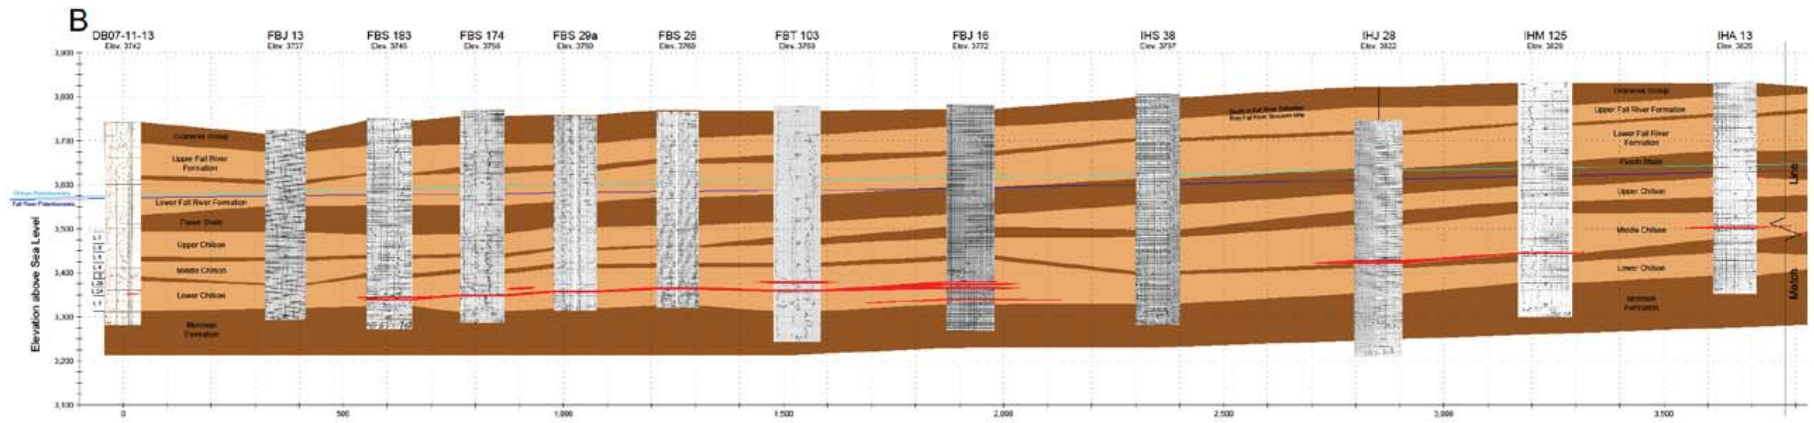 B
DB07-11-13
Elev. 3742
FBJ 13
Elev. 3737
FBS 183
Elev. 3745
FBS 174
Elev. 3756
FBS 29a
Elev. 3759
FBS 26
Elev. 3769
FBT 103
Elev. 3769
FBJ 16
Elev. 3772
IHS 38
Elev. 3797
IHJ 28
Elev. 3822
IHM 125
IHA 13
3,900
3,800
3,700
3,600
3,500
3,400
3,300
3,200
3,100
Elevation above Sea Level
Chilson Potentiometric
Fall River Potentiometric
Graneros Group
Upper Fall River
Formation
Lower Fall River Formation
Fuson Shale
Upper Chilson
Middle Chilson
Lower Chilson
Morrison
Formation
Graneros Group
Upper Fall River Formation
Lower Fall River
Formation
Fuson Shale
Upper Chilson
Middle Chilson
Lower Chilson
Morrison
Formation
Match
Line
0
500
1,000
1,500
2,000
2,500
3,000
3,500